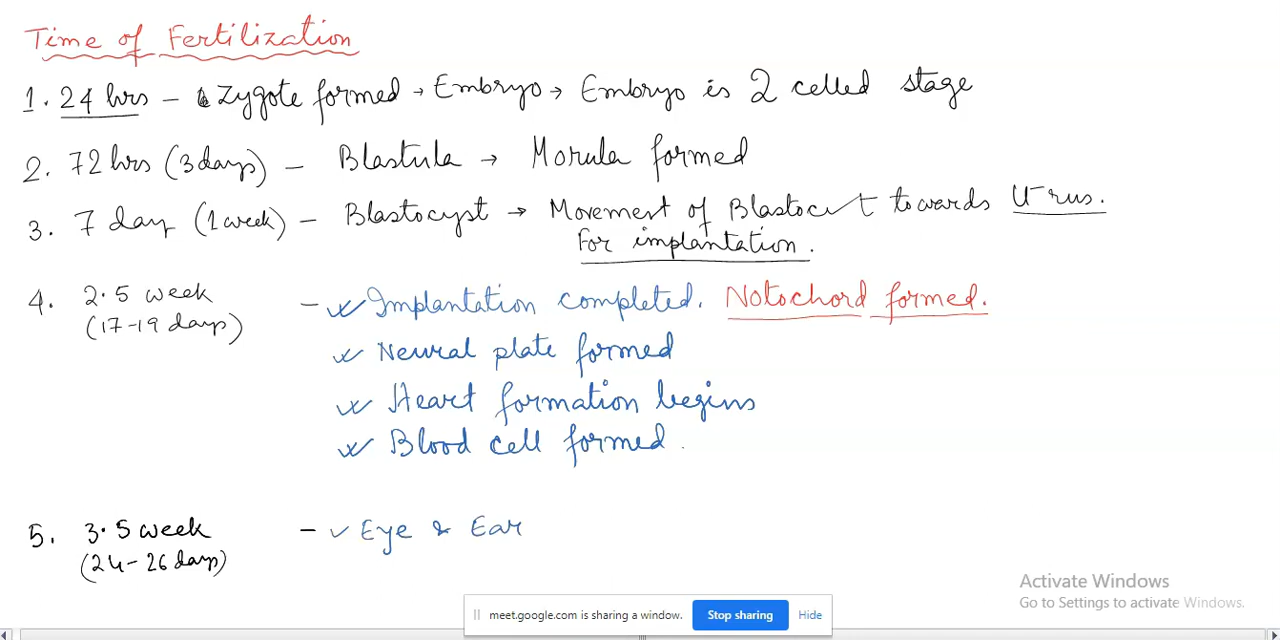 Time of Fertilization
1. 24 hrs - Zygote formed → Embryo → Embryo is 2 celled stage
2. 72 hrs (3 days) - Blastula → Morula formed
3. 7 day (1 week) - Blastocyst → Movement of Blastocyt towards U rus.
For implantation.
4. 2.5 week - Implantation completed. Notochord formed.
(17-19 days)
Neural plate formed
Heart formation begins
Blood cell formed.
5. 3.5 week - ✓ Eye & Ear
(24-26 days)
Activate Windows
Go to Settings to activate Windows.
meet.google.com is sharing a window. Stop sharing Hide